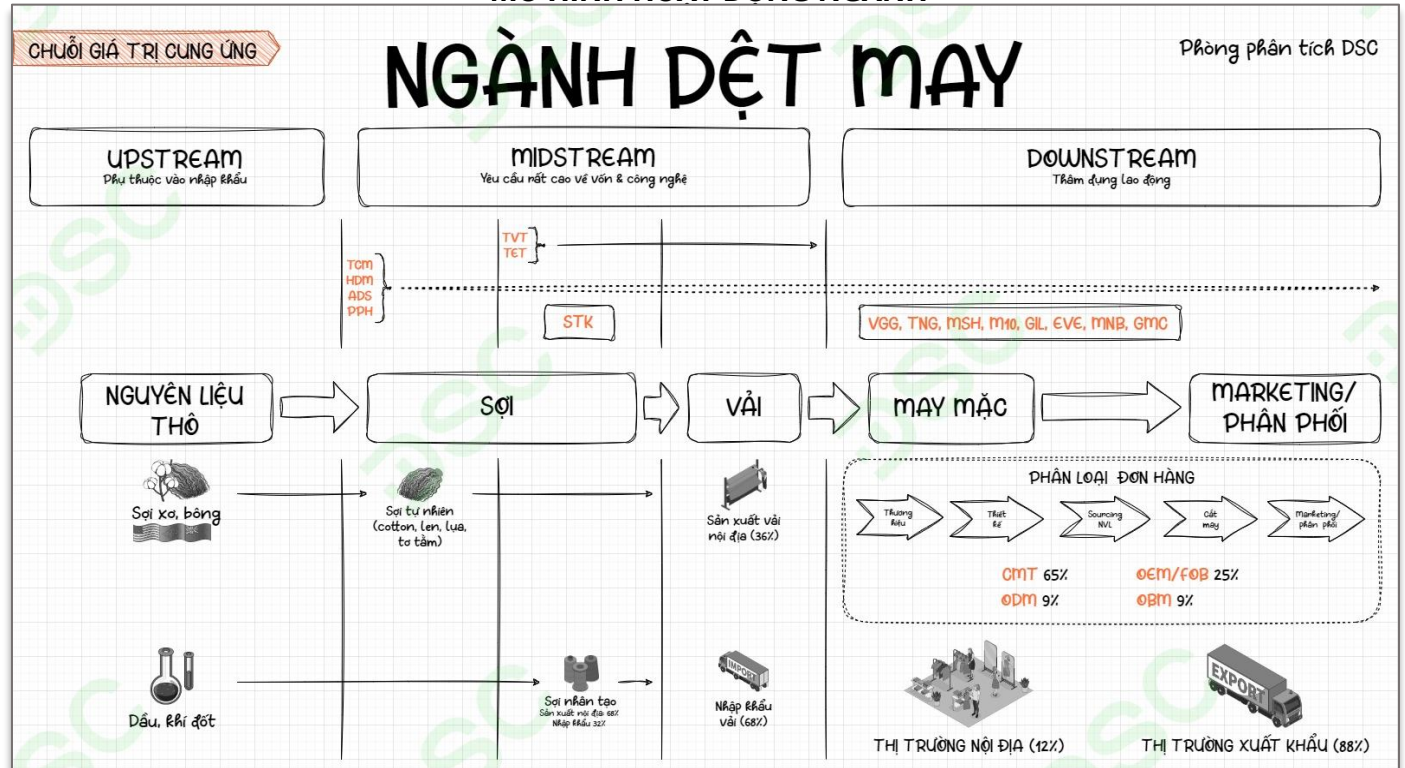 MÔ HÌNH HOẠT ĐỘNG NGÀNH
CHUỖI GIÁ TRỊ CUNG ỨNG
NGÀNH DỆT MAY
Phòng phân tích DSC
UPSTREAM
Phụ thuộc vào nhập khẩu
MIDSTREAM
Yêu cầu rất cao về vốn & công nghệ
DOWNSTREAM
Thâm dụng lao động
TVT
TET
TCM
HDM
ADS
PPH
STK
VGG, TNG, MSH, M10, GIL, EVE, MNB, GMC
NGUYÊN LIỆU
THÔ
SỢI
VẢI
MAY MẶC
MARKETING/
PHÂN PHỐI
Sợi xơ, bông
Sợi tự nhiên
(cotton, len, lụa,
tơ tằm)
Sản xuất vải
nội địa (36%)
PHÂN LOẠI ĐƠN HÀNG
Thương
hiệu
Thiết
kế
Sourcing
NVL
Cắt
may
Marketing/
phân phối
CMT 65%
OEM/FOB 25%
ODM 9%
OBM 9%
Dầu, khí đốt
Sợi nhân tạo
Sản xuất nội địa 68%
Nhập khẩu 32%
IMPORT
Nhập khẩu
vải (68%)
THỊ TRƯỜNG NỘI ĐỊA (12%)
EXPORT
THỊ TRƯỜNG XUẤT KHẨU (88%)
DSC